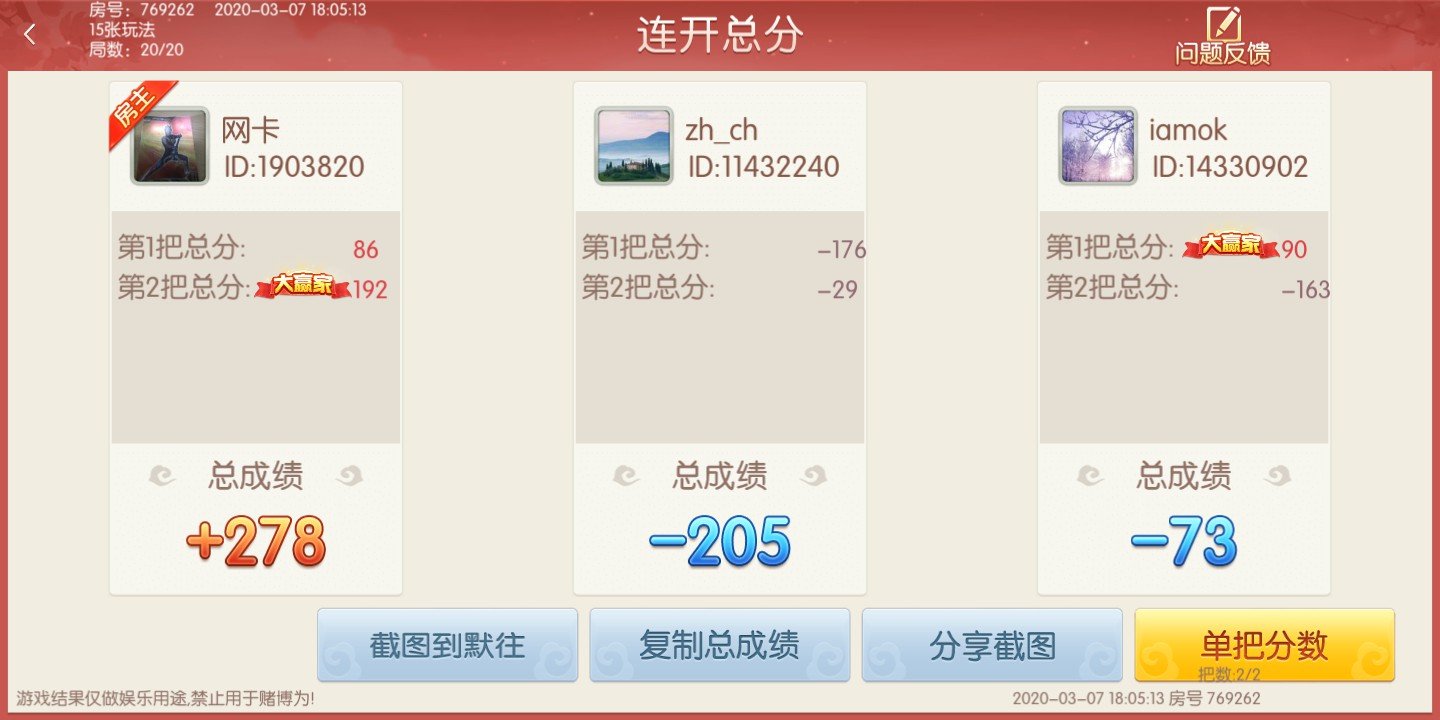 房号：769262 2020-03-07 18:05:13
15张玩法
局数：20/20
连开总分
问题反馈
房主
网卡
ID:1903820
第1把总分: 86
第2把总分: 大赢家 192
总成绩
+278
zh_ch
ID:11432240
第1把总分: -176
第2把总分: -29
总成绩
-205
iamok
ID:14330902
第1把总分: 大赢家 90
第2把总分: -163
总成绩
-73
截图到默往
复制总成绩
分享截图
单把分数
把数:2/2
游戏结果仅做娱乐用途,禁止用于赌博为!
2020-03-07 18:05:13 房号 769262